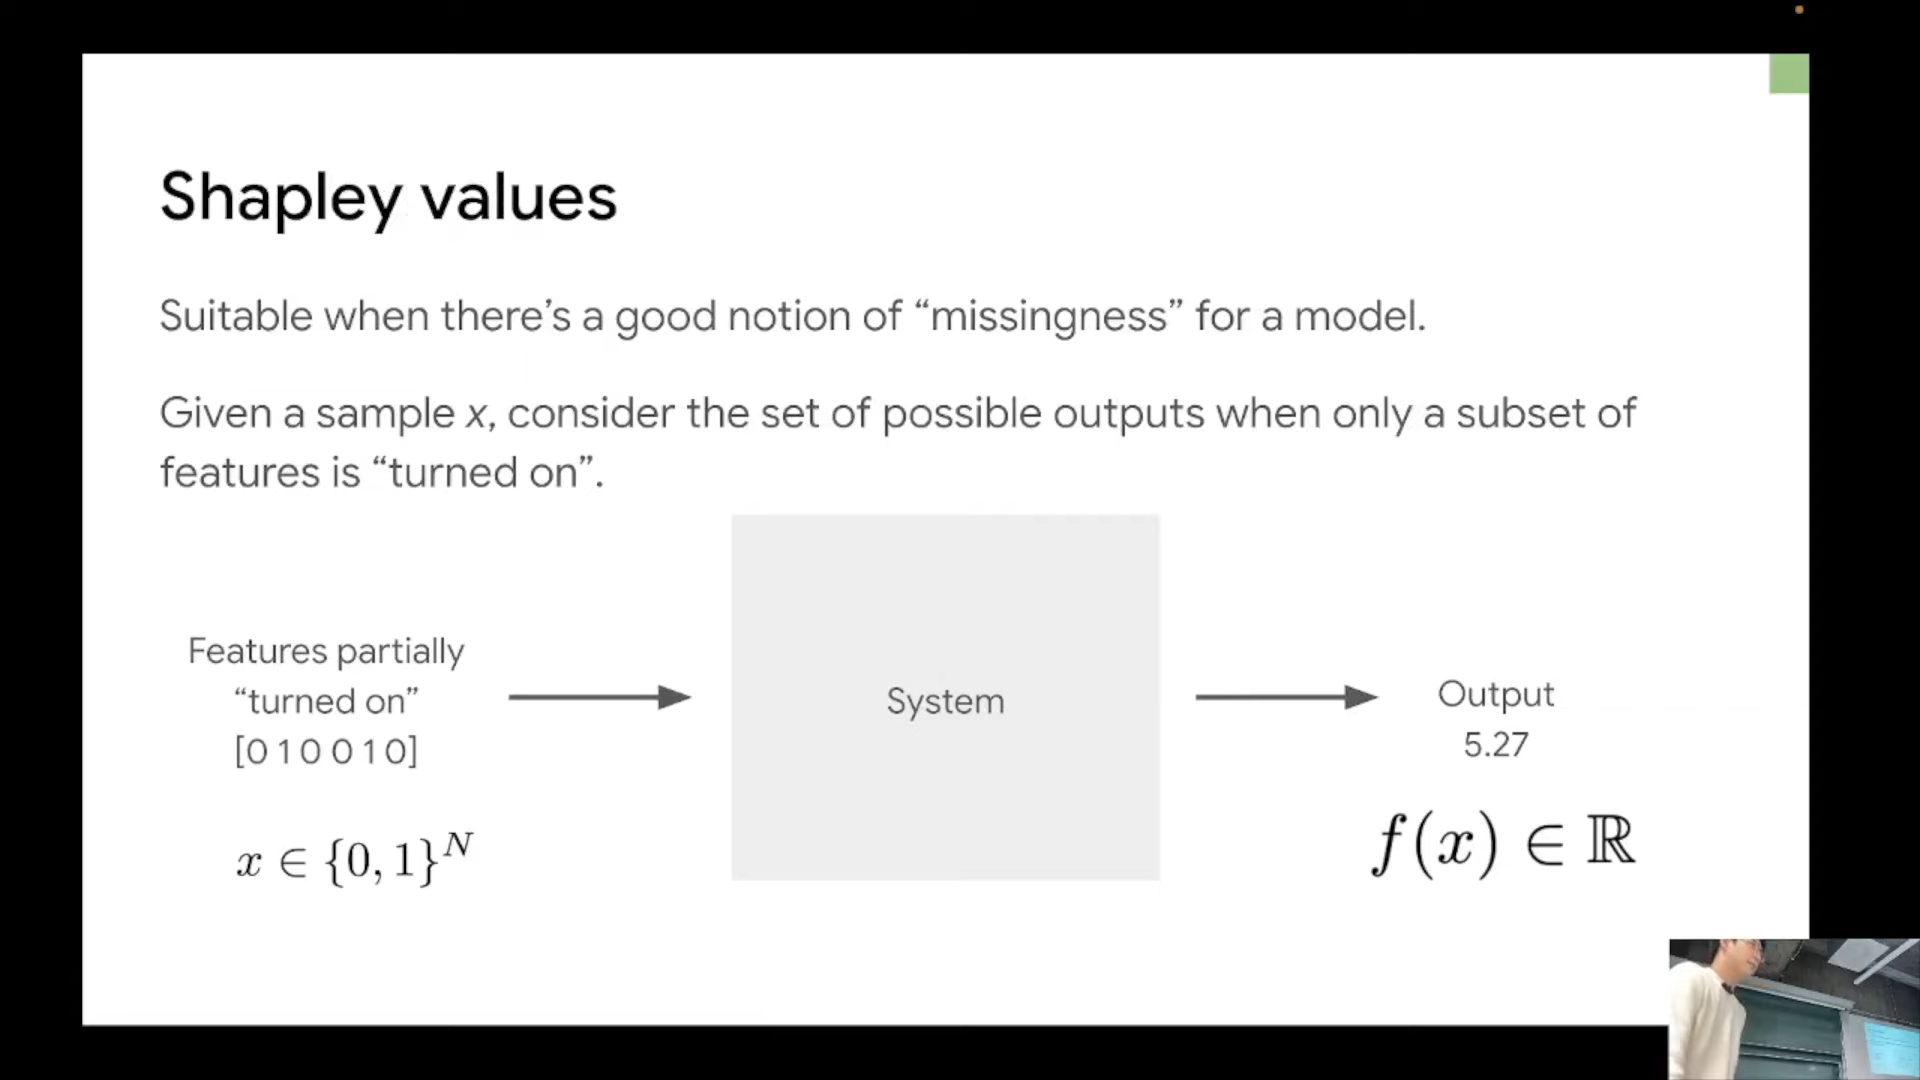 Shapley values
Suitable when there’s a good notion of “missingness” for a model.
Given a sample x, consider the set of possible outputs when only a subset of
features is “turned on”.
Features partially
“turned on”
[0 1 0 0 1 0]
x ∈ {0, 1}^N
System
Output
5.27
f(x) ∈ ℝ